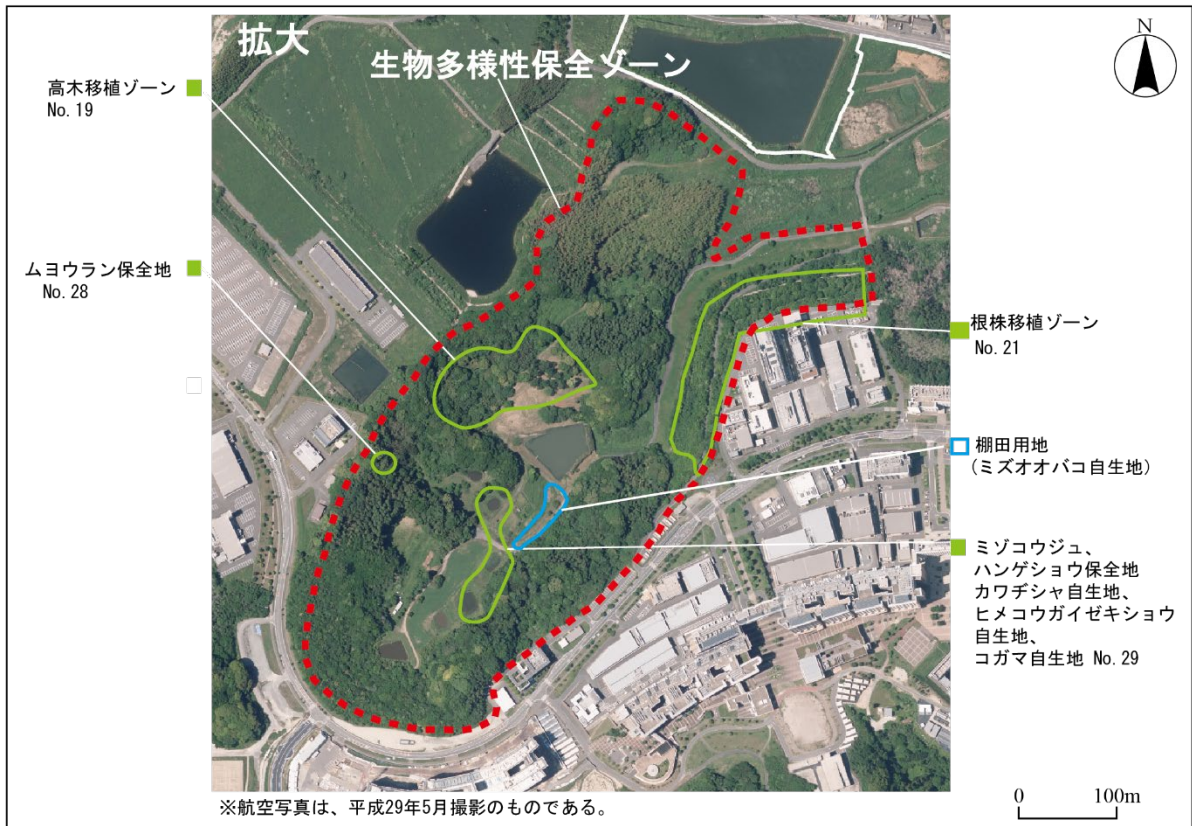 拡大
生物多様性保全ゾーン
N
高木移植ゾーン
No. 19
ムヨウラン保全地
No. 28
根株移植ゾーン
No. 21
棚田用地
(ミズオオバコ自生地)
ミゾコウジュ、
ハンゲショウ保全地
カワヂシャ自生地、
ヒメコウガイゼキショウ
自生地、
コガマ自生地 No. 29
※航空写真は、平成29年5月撮影のものである。
0 100m